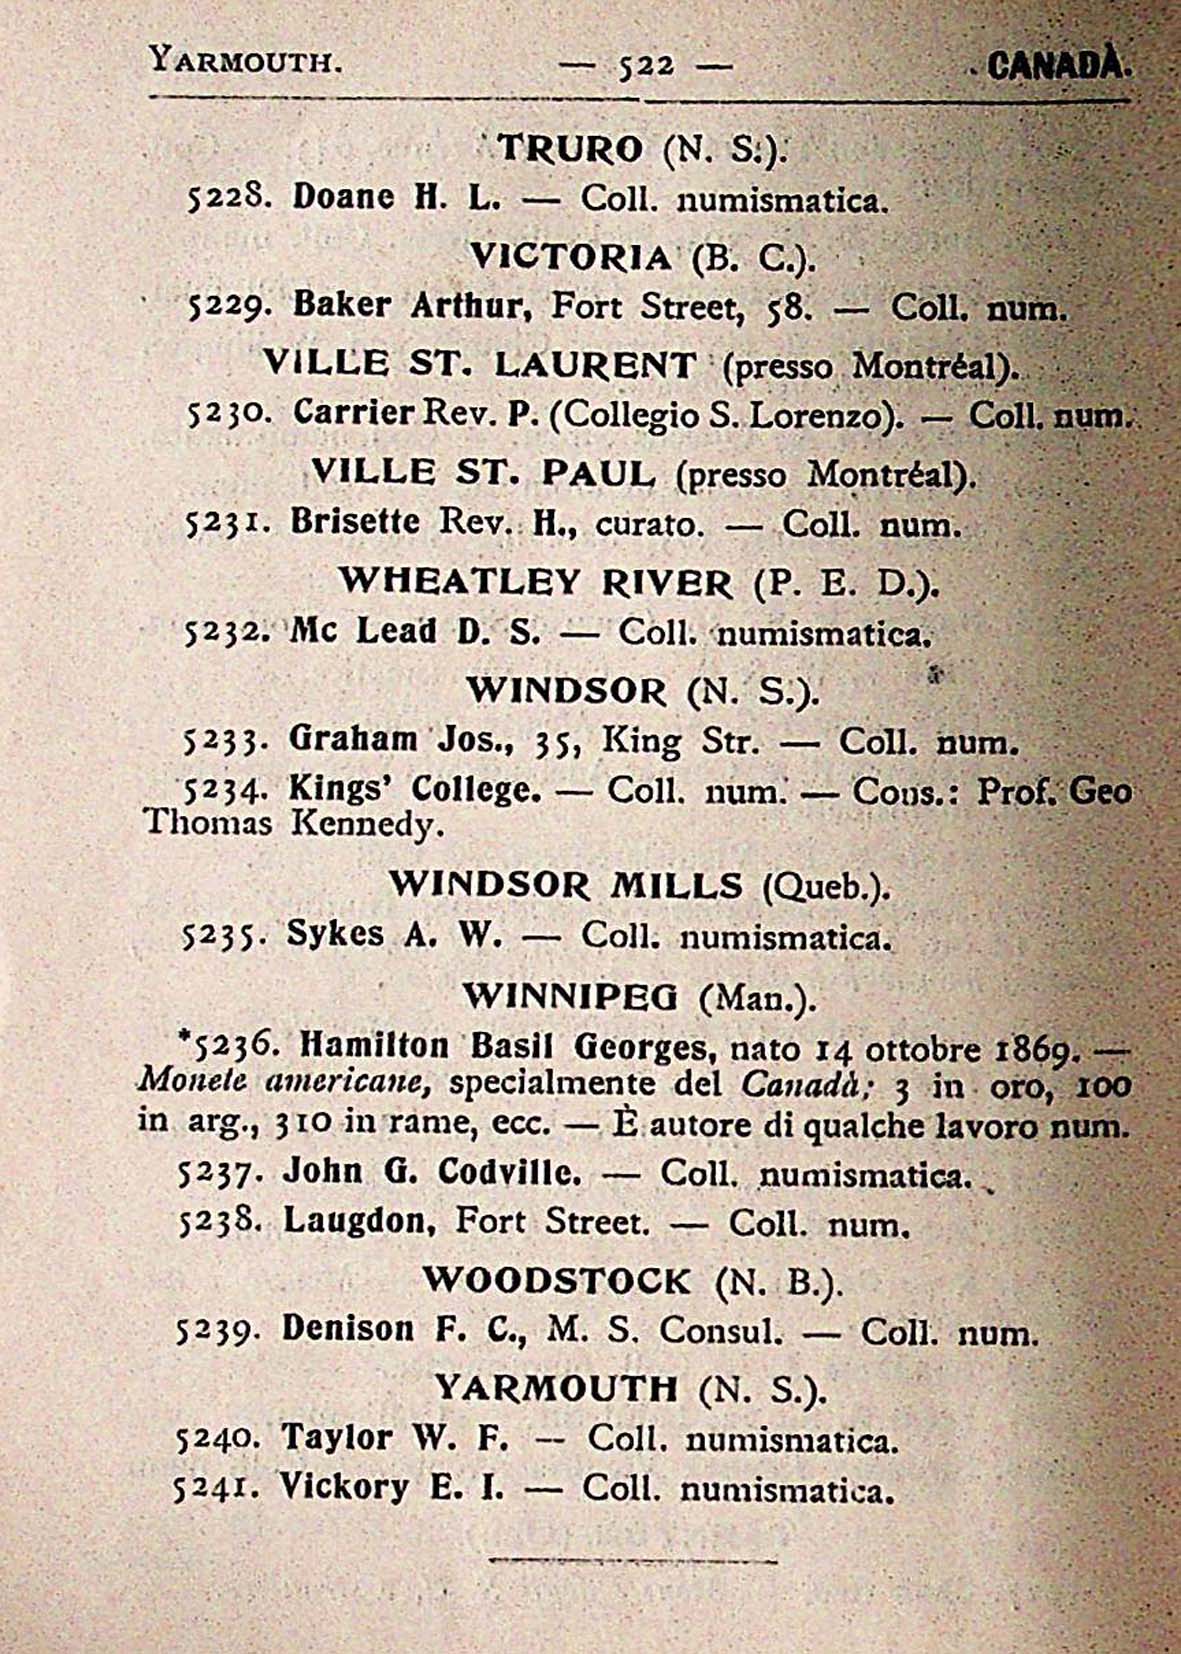 YARMOUTH. — 522 — CANADÀ.
TRURO (N. S.).
5228. Doane H. L. — Coll. numismatica.
VICTORIA (B. C.).
5229. Baker Arthur, Fort Street, 58. — Coll. num.
VILLE ST. LAURENT (presso Montréal).
5230. Carrier Rev. P. (Collegio S. Lorenzo). — Coll. num.
VILLE ST. PAUL (presso Montréal).
5231. Brisette Rev. H., curato. — Coll. num.
WHEATLEY RIVER (P. E. D.).
5232. Mc Lead D. S. — Coll. numismatica.
WINDSOR (N. S.).
5233. Graham Jos., 35, King Str. — Coll. num.
5234. Kings’ College. — Coll. num. — Cons.: Prof. Geo
Thomas Kennedy.
WINDSOR MILLS (Queb.).
5235. Sykes A. W. — Coll. numismatica.
WINNIPEG (Man.).
*5236. Hamilton Basil Georges, nato 14 ottobre 1869. —
Monete americane, specialmente del Canadà; 3 in oro, 100
in arg., 310 in rame, ecc. — È autore di qualche lavoro num.
5237. John G. Codville. — Coll. numismatica.
5238. Laugdon, Fort Street. — Coll. num.
WOODSTOCK (N. B.).
5239. Denison F. C., M. S. Consul. — Coll. num.
YARMOUTH (N. S.).
5240. Taylor W. F. — Coll. numismatica.
5241. Vickory E. I. — Coll. numismatica.